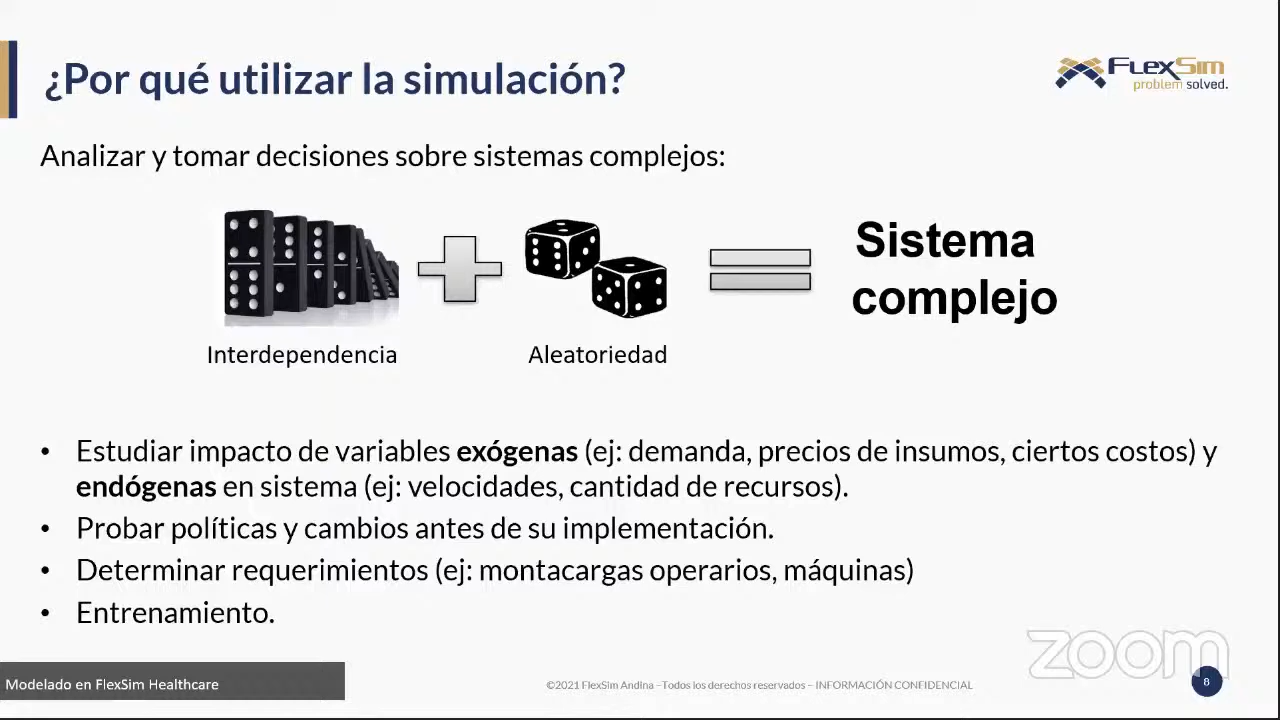 ¿Por qué utilizar la simulación?
FLEXSIM
problem solved.
Analizar y tomar decisiones sobre sistemas complejos:
Sistema
complejo
Interdependencia
Aleatoriedad
• Estudiar impacto de variables exógenas (ej: demanda, precios de insumos, ciertos costos) y
endógenas en sistema (ej: velocidades, cantidad de recursos).
• Probar políticas y cambios antes de su implementación.
• Determinar requerimientos (ej: montacargas operarios, máquinas)
• Entrenamiento.
zoom
Modelado en FlexSim Healthcare
©2021 FlexSim Andina –Todos los derechos reservados – INFORMACIÓN CONFIDENCIAL
8